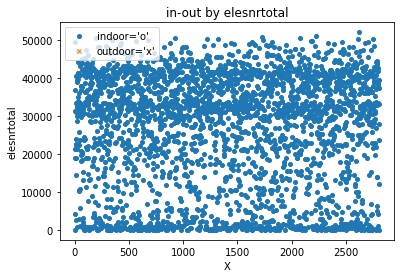 in-out by elesnrtotal
indoor='o'
outdoor='x'
50000
40000
30000
20000
10000
0
elesnrtotal
0 500 1000 1500 2000 2500
X